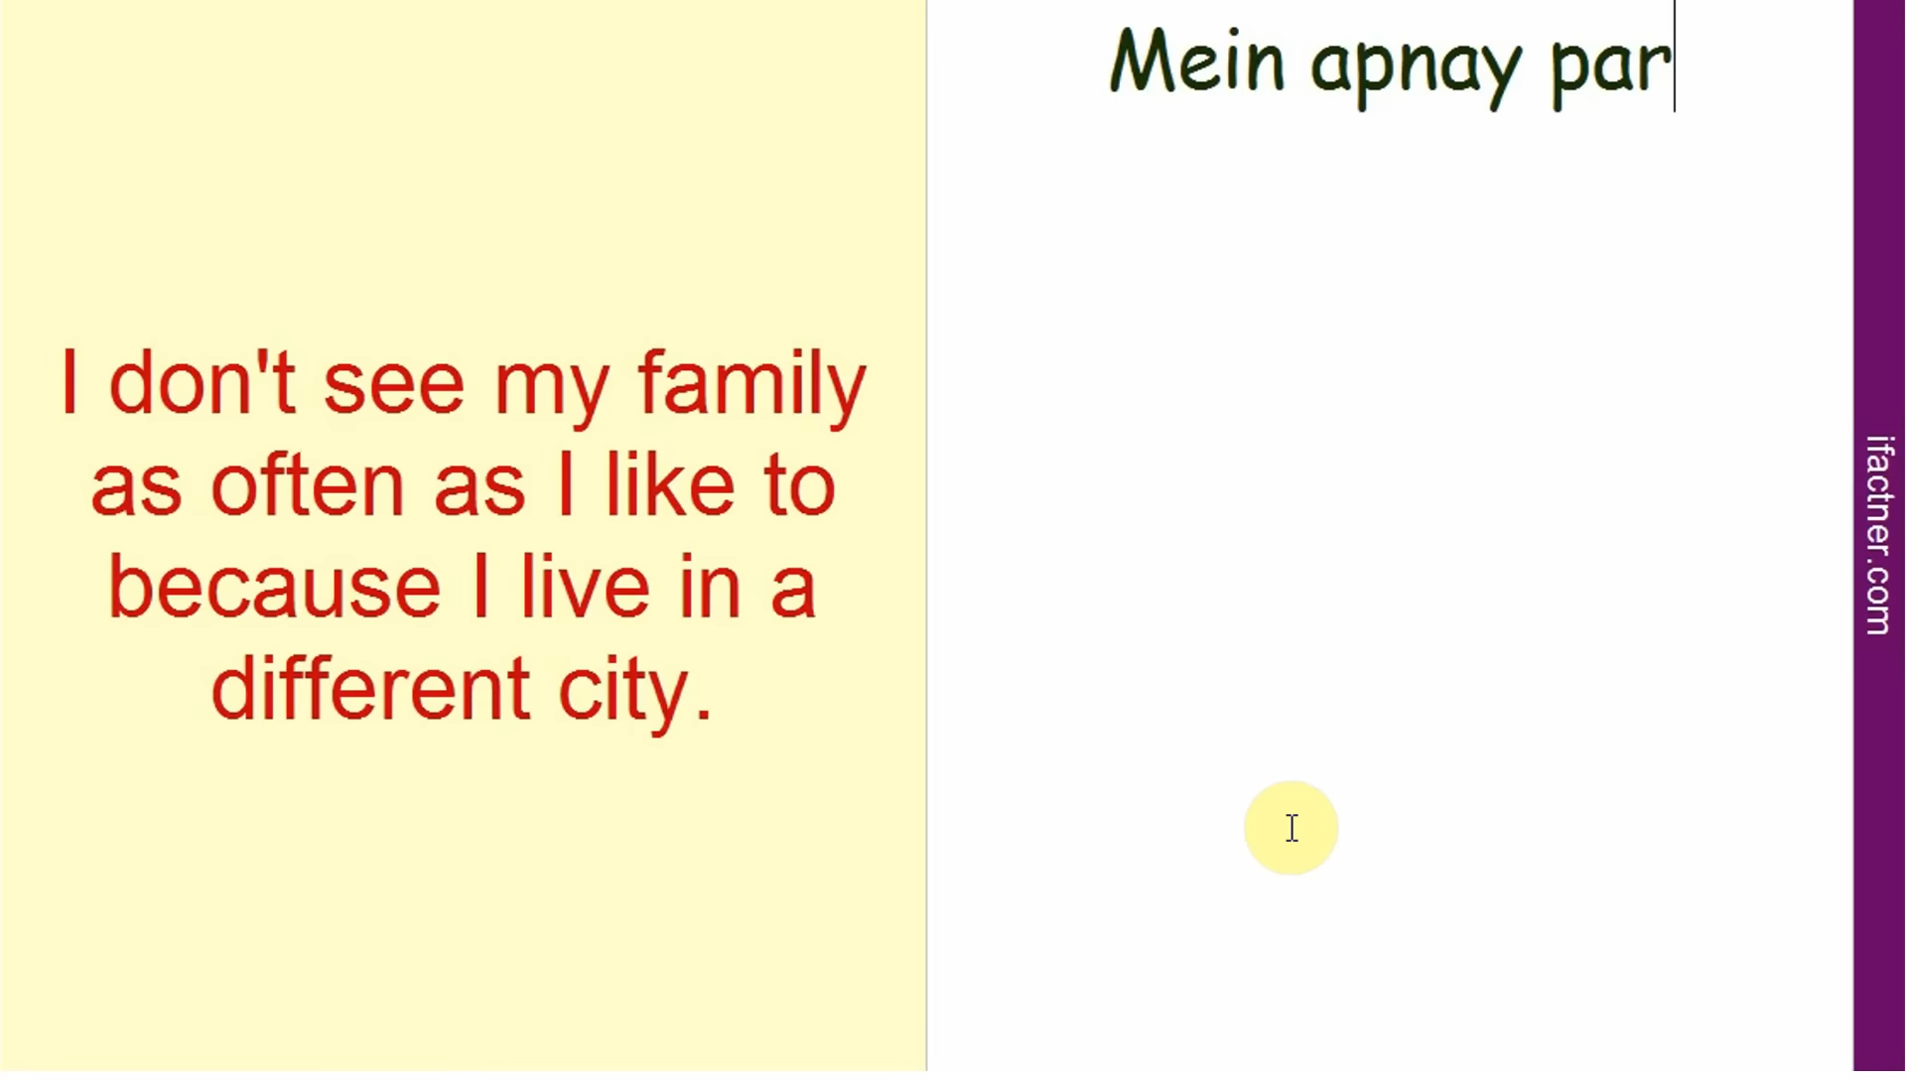 I don't see my family
as often as I like to
because I live in a
different city.
Mein apnay par
ifactner.com